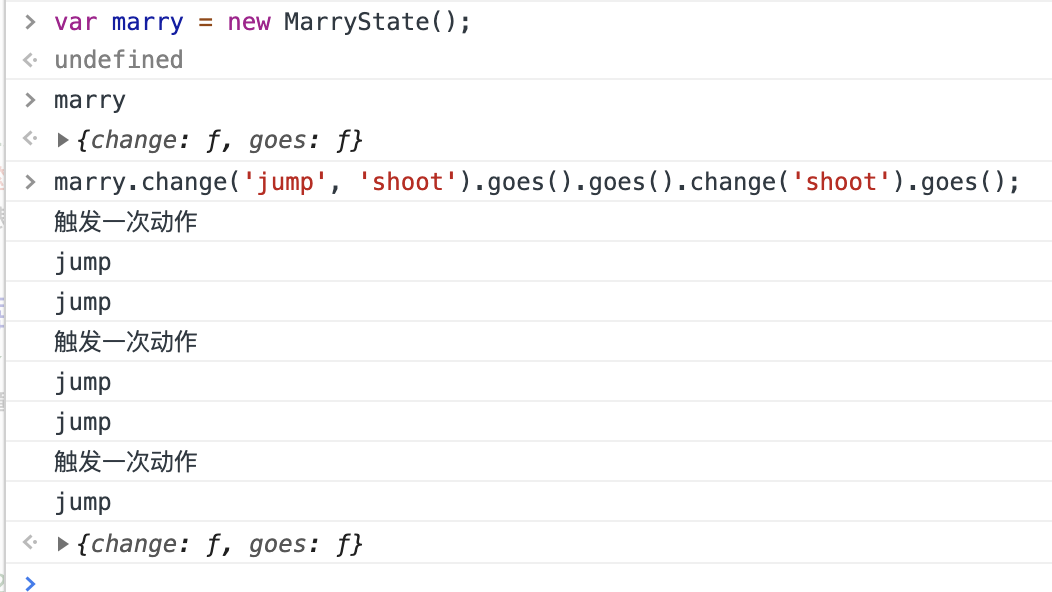 > var marry = new MarryState();
<· undefined
> marry
<· ▶{change: ƒ, goes: ƒ}
> marry.change('jump', 'shoot').goes().goes().change('shoot').goes();
触发一次动作
jump
jump
触发一次动作
jump
jump
触发一次动作
jump
<· ▶{change: ƒ, goes: ƒ}
>